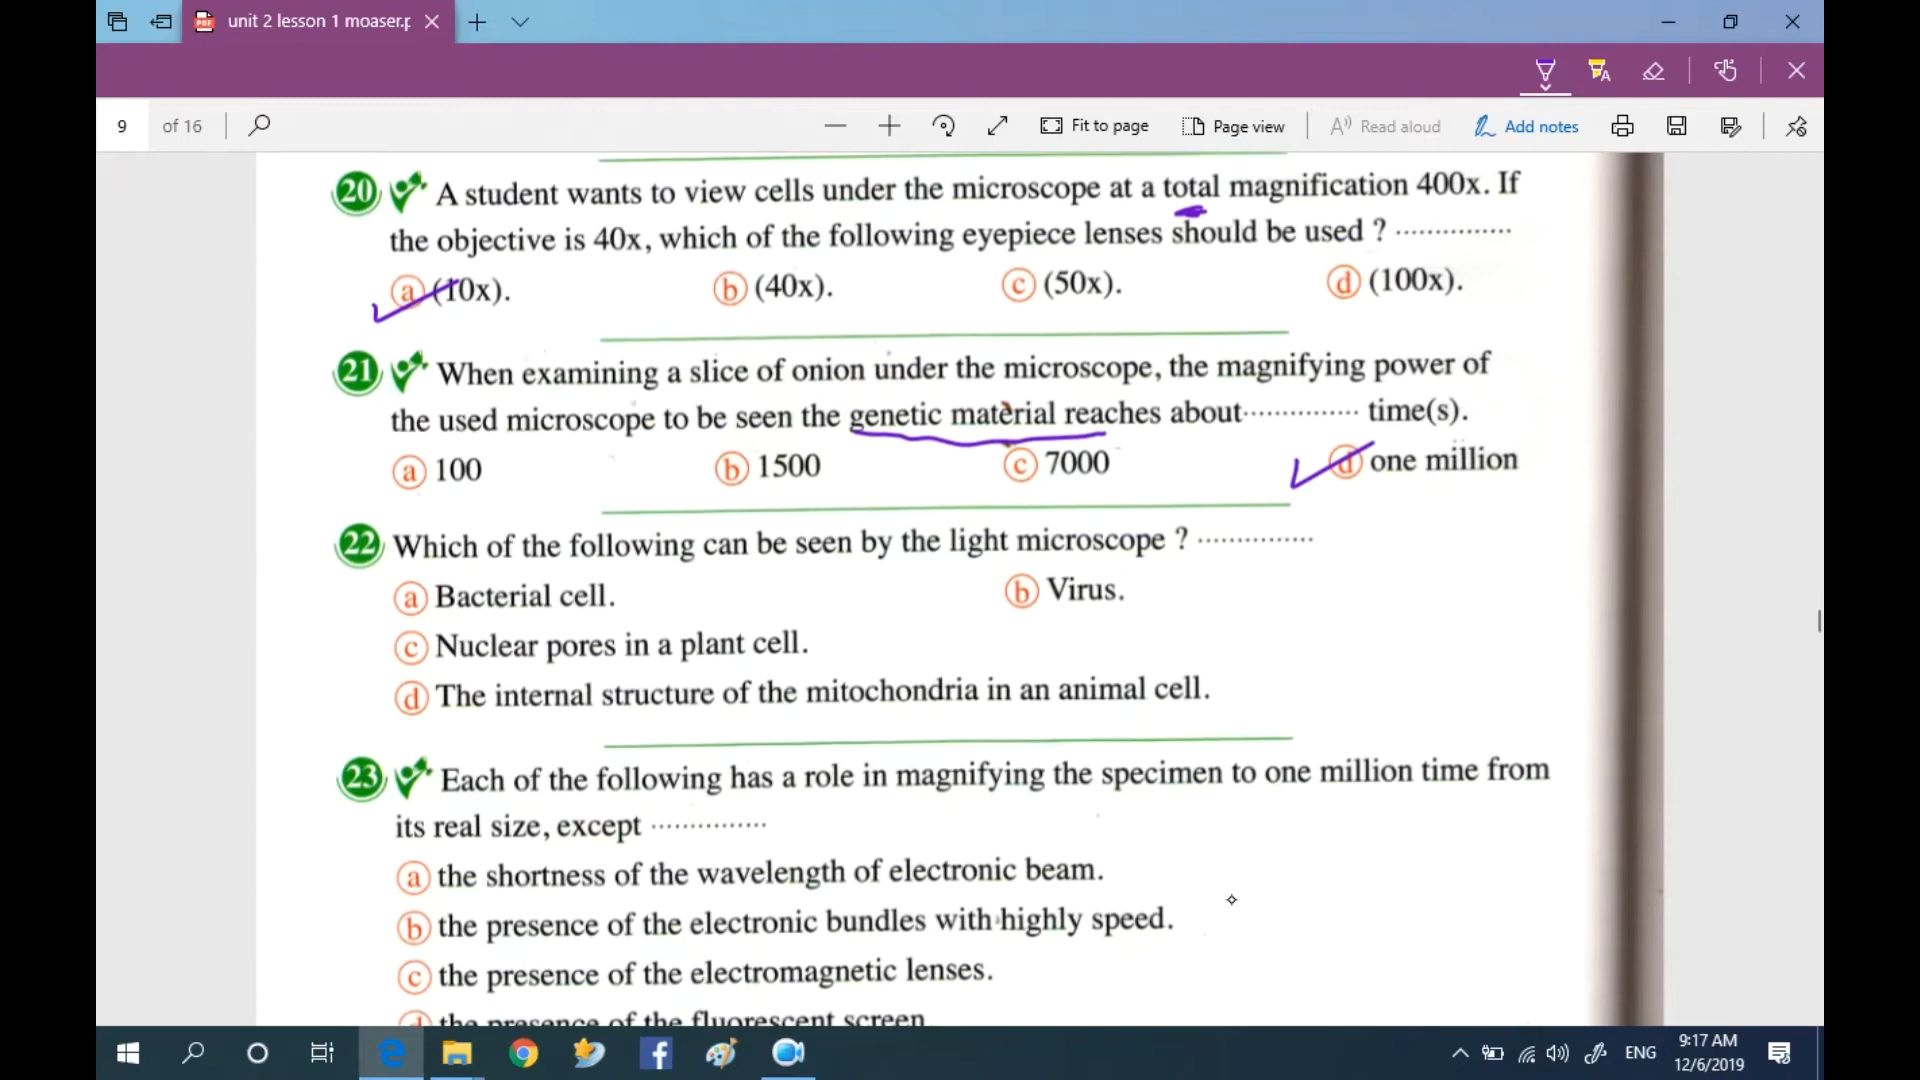 unit 2 lesson 1 moaser.p
9 of 16 Fit to page Page view Read aloud Add notes
20 A student wants to view cells under the microscope at a total magnification 400x. If
the objective is 40x, which of the following eyepiece lenses should be used ? ...............
a (10x). b (40x). c (50x). d (100x).
21 When examining a slice of onion under the microscope, the magnifying power of
the used microscope to be seen the genetic material reaches about............... time(s).
a 100 b 1500 c 7000 d one million
22 Which of the following can be seen by the light microscope ? ...............
a Bacterial cell. b Virus.
c Nuclear pores in a plant cell.
d The internal structure of the mitochondria in an animal cell.
23 Each of the following has a role in magnifying the specimen to one million time from
its real size, except ...............
a the shortness of the wavelength of electronic beam.
b the presence of the electronic bundles with highly speed.
c the presence of the electromagnetic lenses.
d the presence of the fluorescent screen
ENG 9:17 AM
12/6/2019